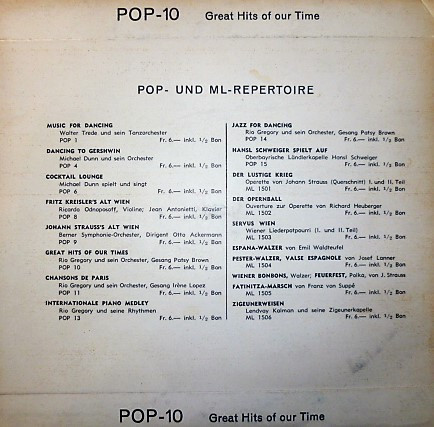 POP-10 Great Hits of our Time
POP- UND ML-REPERTOIRE
MUSIC FOR DANCING
Walter Trede und sein Tanzorchester
POP 1 Fr. 6.— inkl. 1/2 Bon
DANCING TO GERSHWIN
Michael Dunn und sein Orchester
POP 4 Fr. 6.— inkl. 1/2 Bon
COCKTAIL LOUNGE
Michael Dunn spielt und singt
POP 6 Fr. 6.— inkl. 1/2 Bon
FRITZ KREISLER'S ALT WIEN
Ricardo Odnoposoff, Violine; Jean Antonietti, Klavier
POP 8 Fr. 6.— inkl. 1/2 Bon
JOHANN STRAUSS'S ALT WIEN
Berner Symphonie-Orchester, Dirigent Otto Ackermann
POP 9 Fr. 6.— inkl. 1/2 Bon
GREAT HITS OF OUR TIMES
Rio Gregory und sein Orchester, Gesang Patsy Brown
POP 10 Fr. 6.— inkl. 1/2 Bon
CHANSONS DE PARIS
Rio Gregory und sein Orchester, Gesang Irène Lopez
POP 11 Fr. 6.— inkl. 1/2 Bon
INTERNATIONALE PIANO MEDLEY
Rio Gregory und seine Rhythmen
POP 13 Fr. 6.— inkl. 1/2 Bon
JAZZ FOR DANCING
Rio Gregory und sein Orchester, Gesang Patsy Brown
POP 14 Fr. 6.— inkl. 1/2 Bon
HANSL SCHWEIGER SPIELT AUF
Oberbayrische Ländlerkapelle Hansl Schweiger
POP 15 Fr. 6.— inkl. 1/2 Bon
DER LUSTIGE KRIEG
Operette von Johann Strauss (Querschnitt) I. und II. Teil
ML 1501 Fr. 6.— inkl. 1/2 Bon
DER OPERNBALL
Ouverture zur Operette von Richard Heuberger
ML 1502 Fr. 6.— inkl. 1/2 Bon
SERVUS WIEN
Wiener Liederpotpourri (I. und II. Teil)
ML 1503 Fr. 6.— inkl. 1/2 Bon
ESPANA-WALZER von Emil Waldteufel
PESTER-WALZER, VALSE ESPAGNOLE von Josef Lanner
ML 1504 Fr. 6.— inkl. 1/2 Bon
WIENER BONBONS, Walzer; FEUERFEST, Polka, von J. Strauss
FATINITZA-MARSCH von Franz von Suppé
ML 1505 Fr. 6.— inkl. 1/2 Bon
ZIGEUNERWEISEN
Lendvay Kalman und seine Zigeunerkapelle
ML 1506 Fr. 6.— inkl. 1/2 Bon
POP-10 Great Hits of our Time